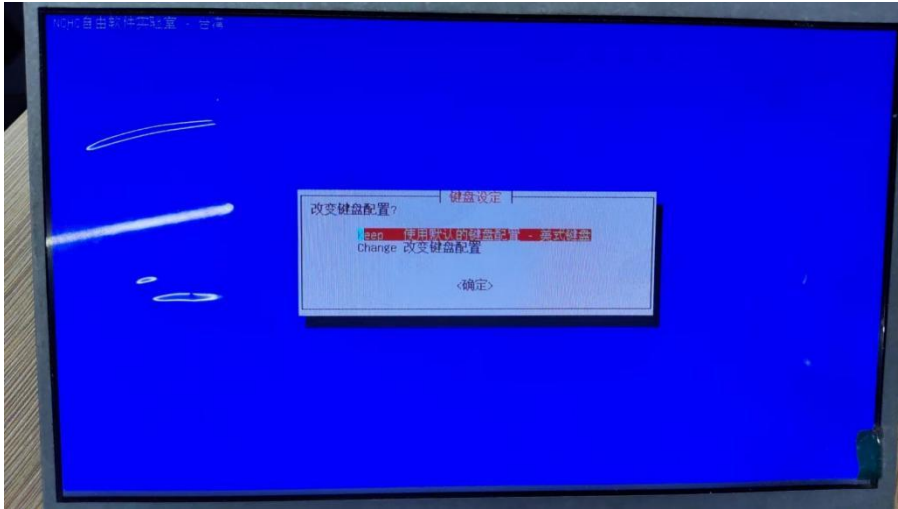 NCHC自由软件实验室 - 台湾
键盘设定
改变键盘配置?
Keep 使用默认的键盘配置 - 美式键盘
Change 改变键盘配置
<确定>